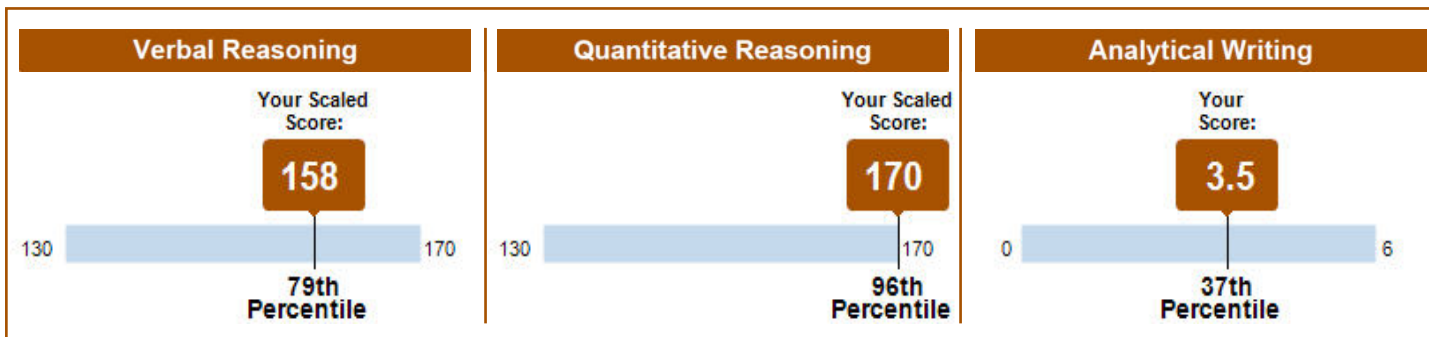 Verbal Reasoning
Your Scaled
Score:
158
130
170
79th
Percentile
Quantitative Reasoning
Your Scaled
Score:
170
130
170
96th
Percentile
Analytical Writing
Your
Score:
3.5
0
6
37th
Percentile